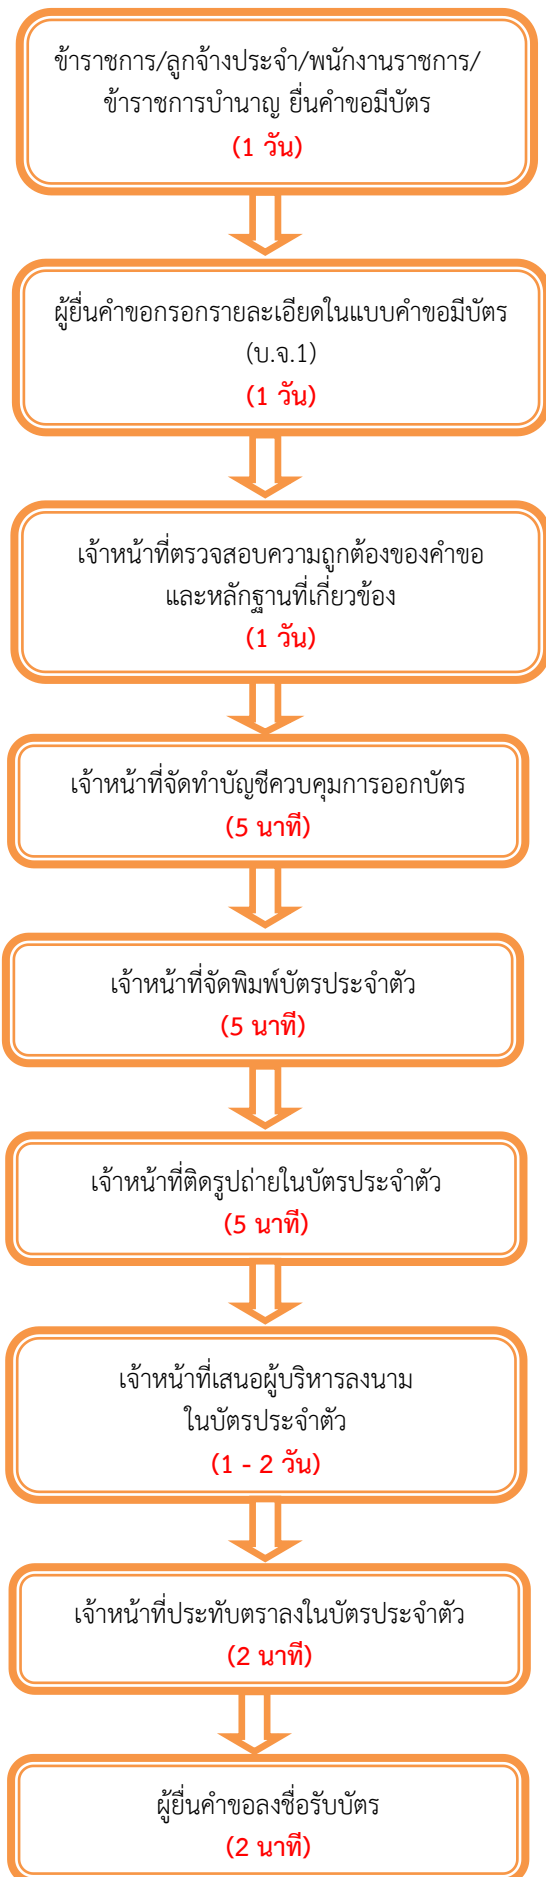 ข้าราชการ/ลูกจ้างประจำ/พนักงานราชการ/
ข้าราชการบำนาญ ยื่นคำขอมีบัตร
(1 วัน)
ผู้ยื่นคำขอกรอกรายละเอียดในแบบคำขอมีบัตร
(บ.จ.1)
(1 วัน)
เจ้าหน้าที่ตรวจสอบความถูกต้องของคำขอ
และหลักฐานที่เกี่ยวข้อง
(1 วัน)
เจ้าหน้าที่จัดทำบัญชีควบคุมการออกบัตร
(5 นาที)
เจ้าหน้าที่จัดพิมพ์บัตรประจำตัว
(5 นาที)
เจ้าหน้าที่ติดรูปถ่ายในบัตรประจำตัว
(5 นาที)
เจ้าหน้าที่เสนอผู้บริหารลงนาม
ในบัตรประจำตัว
(1 - 2 วัน)
เจ้าหน้าที่ประทับตราลงในบัตรประจำตัว
(2 นาที)
ผู้ยื่นคำขอลงชื่อรับบัตร
(2 นาที)